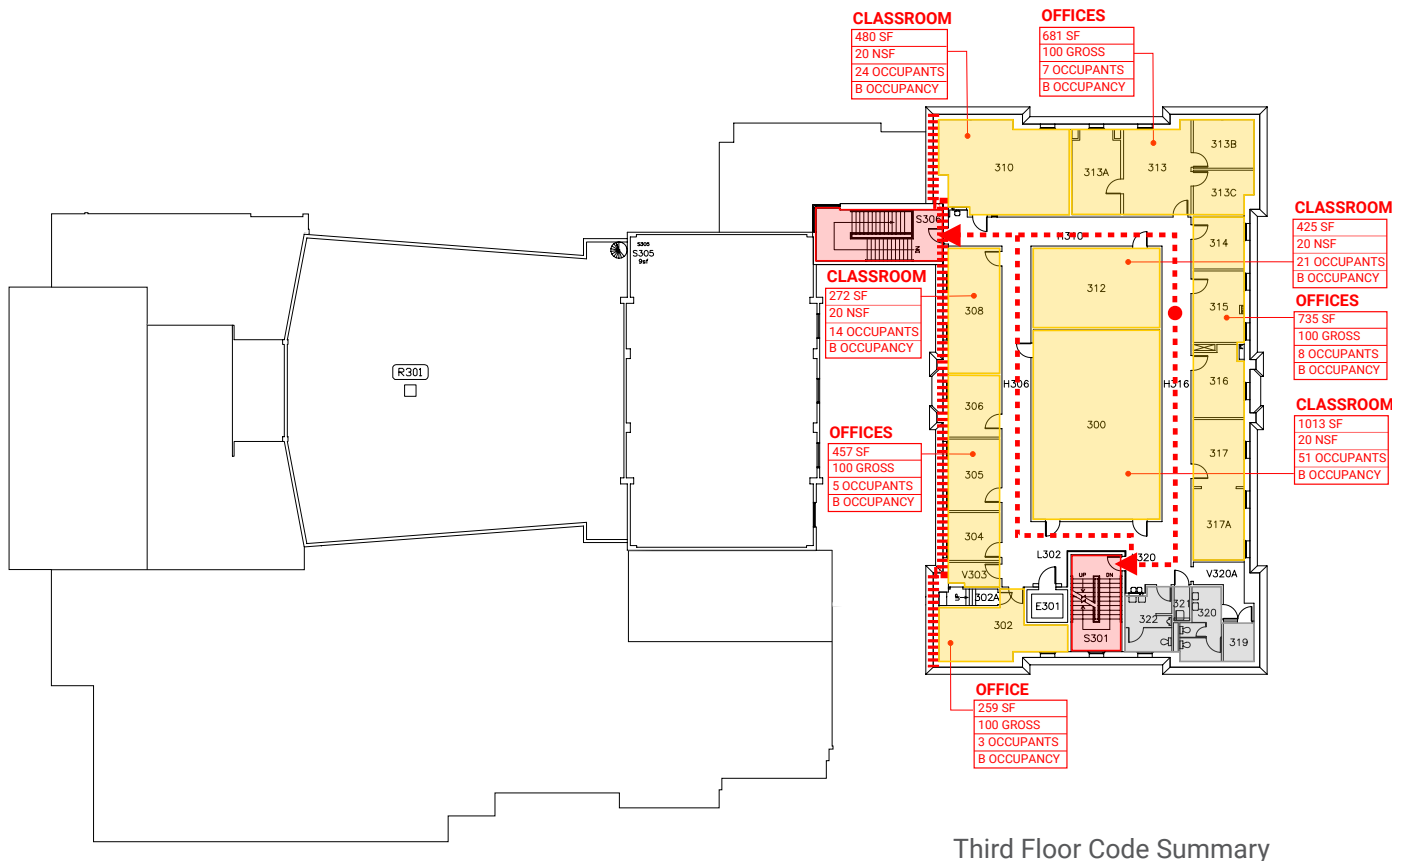 CLASSROOM
480 SF
20 NSF
24 OCCUPANTS
B OCCUPANCY
OFFICES
681 SF
100 GROSS
7 OCCUPANTS
B OCCUPANCY
310
313A
313
313B
313C
CLASSROOM
425 SF
20 NSF
21 OCCUPANTS
B OCCUPANCY
S306
DN
H310
314
S305
S305
9sf
CLASSROOM
272 SF
20 NSF
14 OCCUPANTS
B OCCUPANCY
308
312
315
OFFICES
735 SF
100 GROSS
8 OCCUPANTS
B OCCUPANCY
R301
H306
H316
316
306
300
CLASSROOM
1013 SF
20 NSF
51 OCCUPANTS
B OCCUPANCY
OFFICES
457 SF
100 GROSS
5 OCCUPANTS
B OCCUPANCY
305
317
304
317A
L302
320
V303
UP
DN
V320A
302A
E301
321
320
322
302
S301
319
OFFICE
259 SF
100 GROSS
3 OCCUPANTS
B OCCUPANCY
Third Floor Code Summary